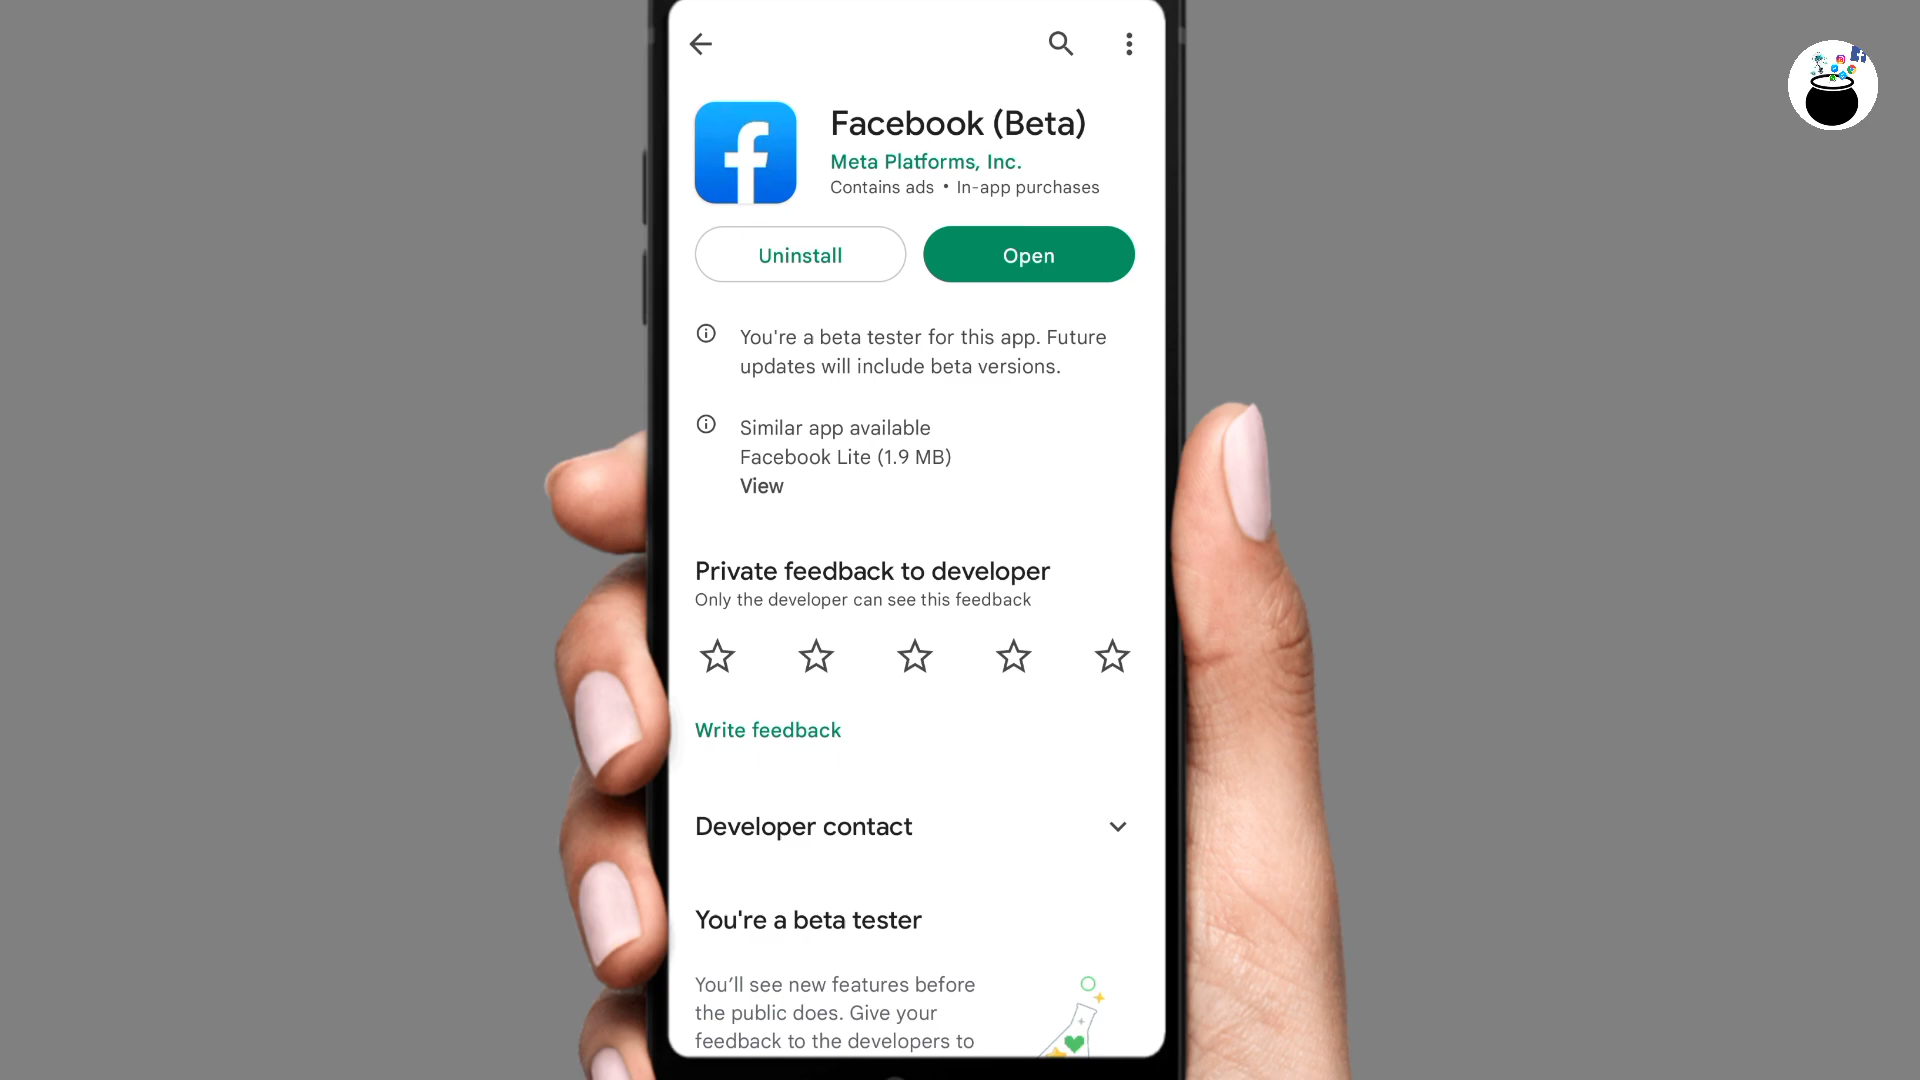 Facebook (Beta)
Meta Platforms, Inc.
Contains ads • In-app purchases
Uninstall
Open
You're a beta tester for this app. Future
updates will include beta versions.
Similar app available
Facebook Lite (1.9 MB)
View
Private feedback to developer
Only the developer can see this feedback
Write feedback
Developer contact
You're a beta tester
You’ll see new features before
the public does. Give your
feedback to the developers to